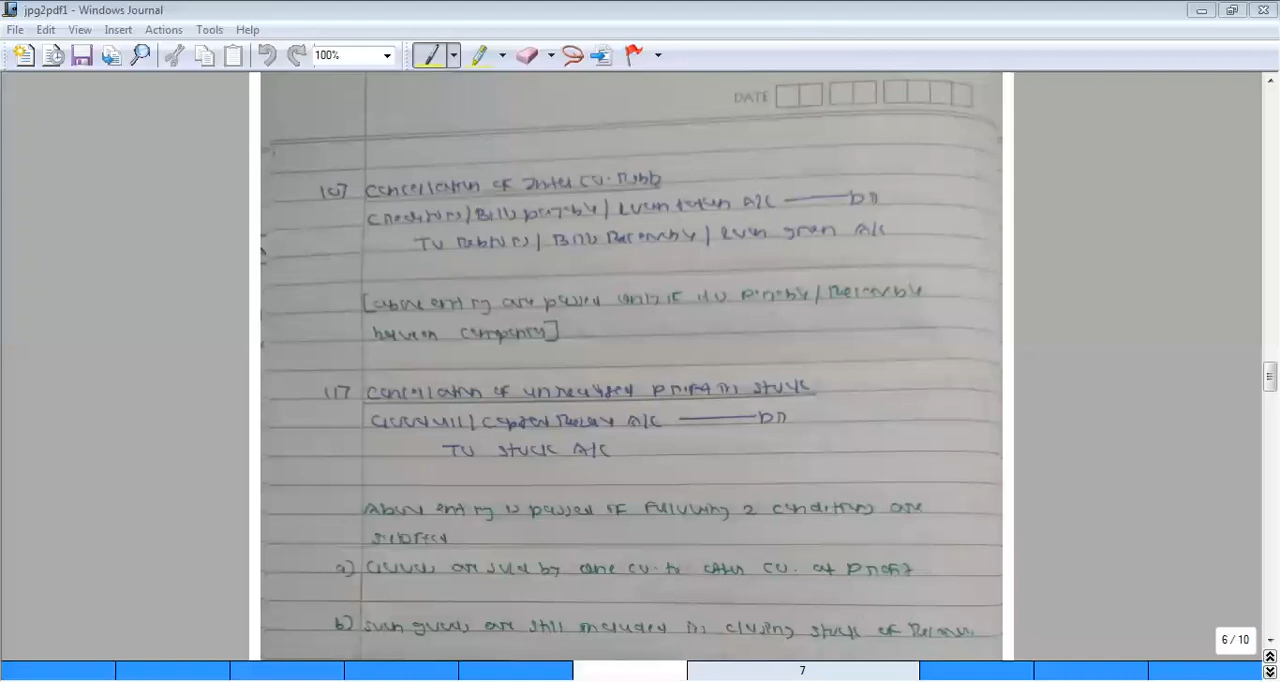 jpg2pdf1 - Windows Journal
File Edit View Insert Actions Tools Help
100%
DATE
10) Cancellation of Inter co. Debts
Creditors/Bills payable/Loan taken A/C ——— DR
To Debtors/Bills Receivable/Loan given A/C
[above entry are passed only if its payable/Receivable
between company]
11) Cancellation of unrealised profit in stock
Goodwill/Capital Reserve A/C ——— DR
To stock A/C
Above entry is passed if following 2 conditions are
a) Goods are sold by one co. to other co. at profit
b) such goods are still included in closing stock of
6 / 10
7